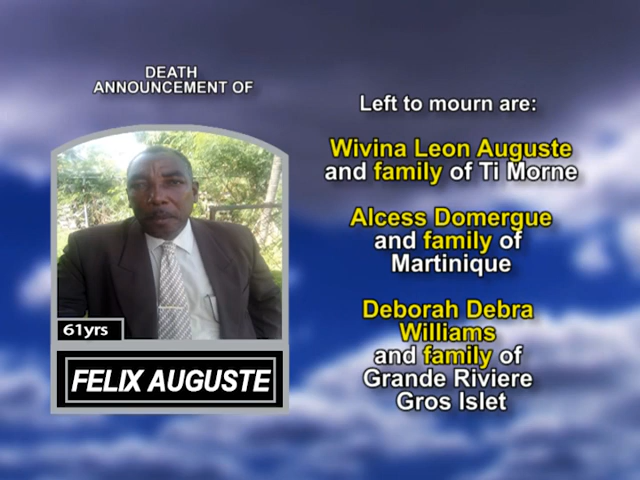 DEATH
ANNOUNCEMENT OF
61yrs
FELIX AUGUSTE
Left to mourn are:
Wivina Leon Auguste
and family of Ti Morne
Alcess Domergue
and family of
Martinique
Deborah Debra
Williams
and family of
Grande Riviere
Gros Islet